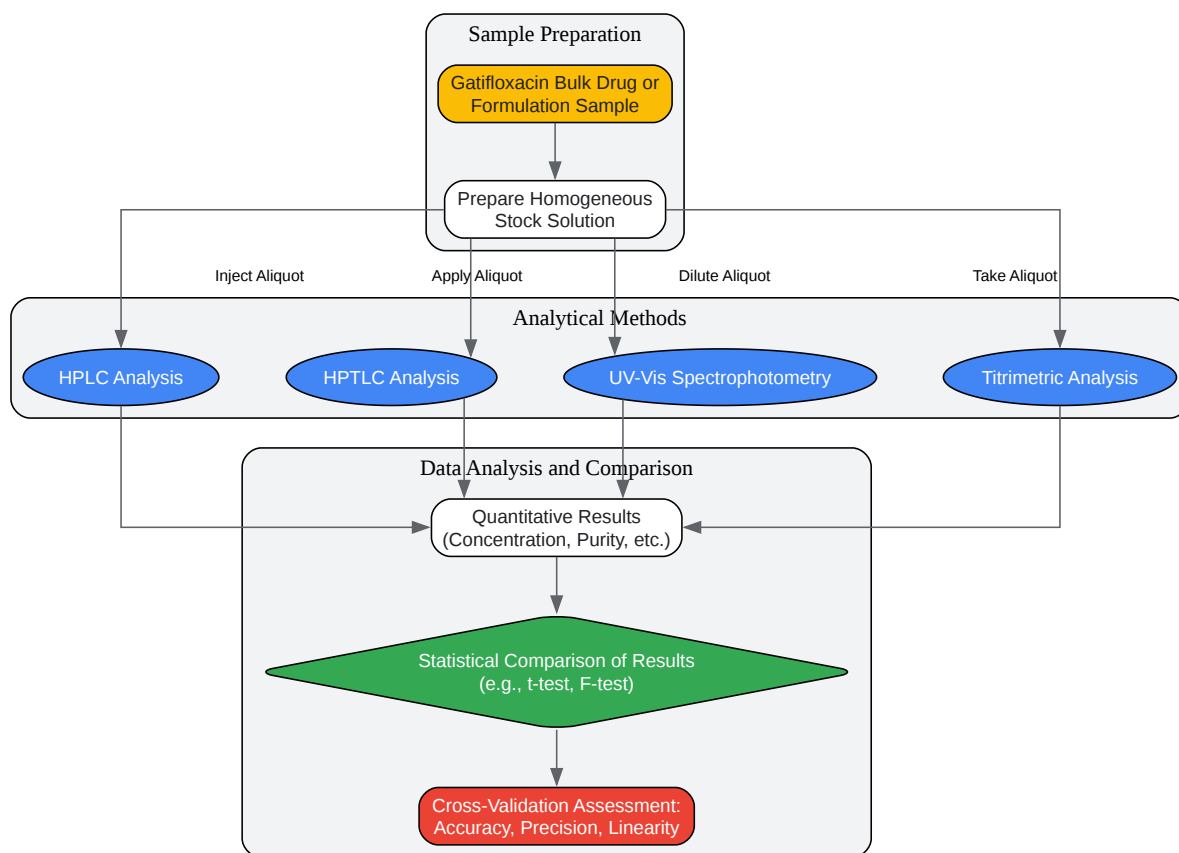 Sample Preparation
Gatifloxacin Bulk Drug or
Formulation Sample
Prepare Homogeneous
Stock Solution
Inject Aliquot
Apply Aliquot
Dilute Aliquot
Take Aliquot
Analytical Methods
HPLC Analysis
HPTLC Analysis
UV-Vis Spectrophotometry
Titrimetric Analysis
Data Analysis and Comparison
Quantitative Results
(Concentration, Purity, etc.)
Statistical Comparison of Results
(e.g., t-test, F-test)
Cross-Validation Assessment:
Accuracy, Precision, Linearity